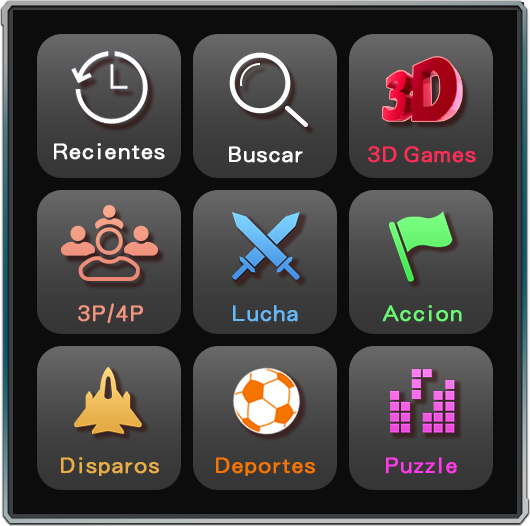 Recientes
Buscar
3D
3D Games
3P/4P
Lucha
Accion
Disparos
Deportes
Puzzle